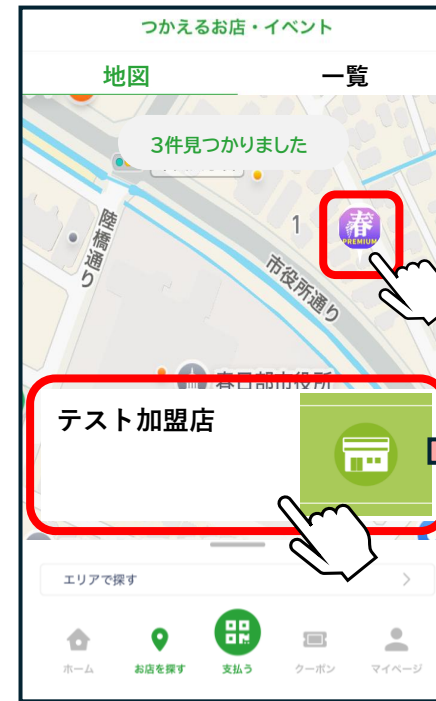 つかえるお店・イベント
地図
一覧
3件見つかりました
春
PREMIUM
1
陸橋通り
市役所通り
春日部市役所
テスト加盟店
エリアで探す
ホーム
お店を探す
支払う
クーポン
マイページ